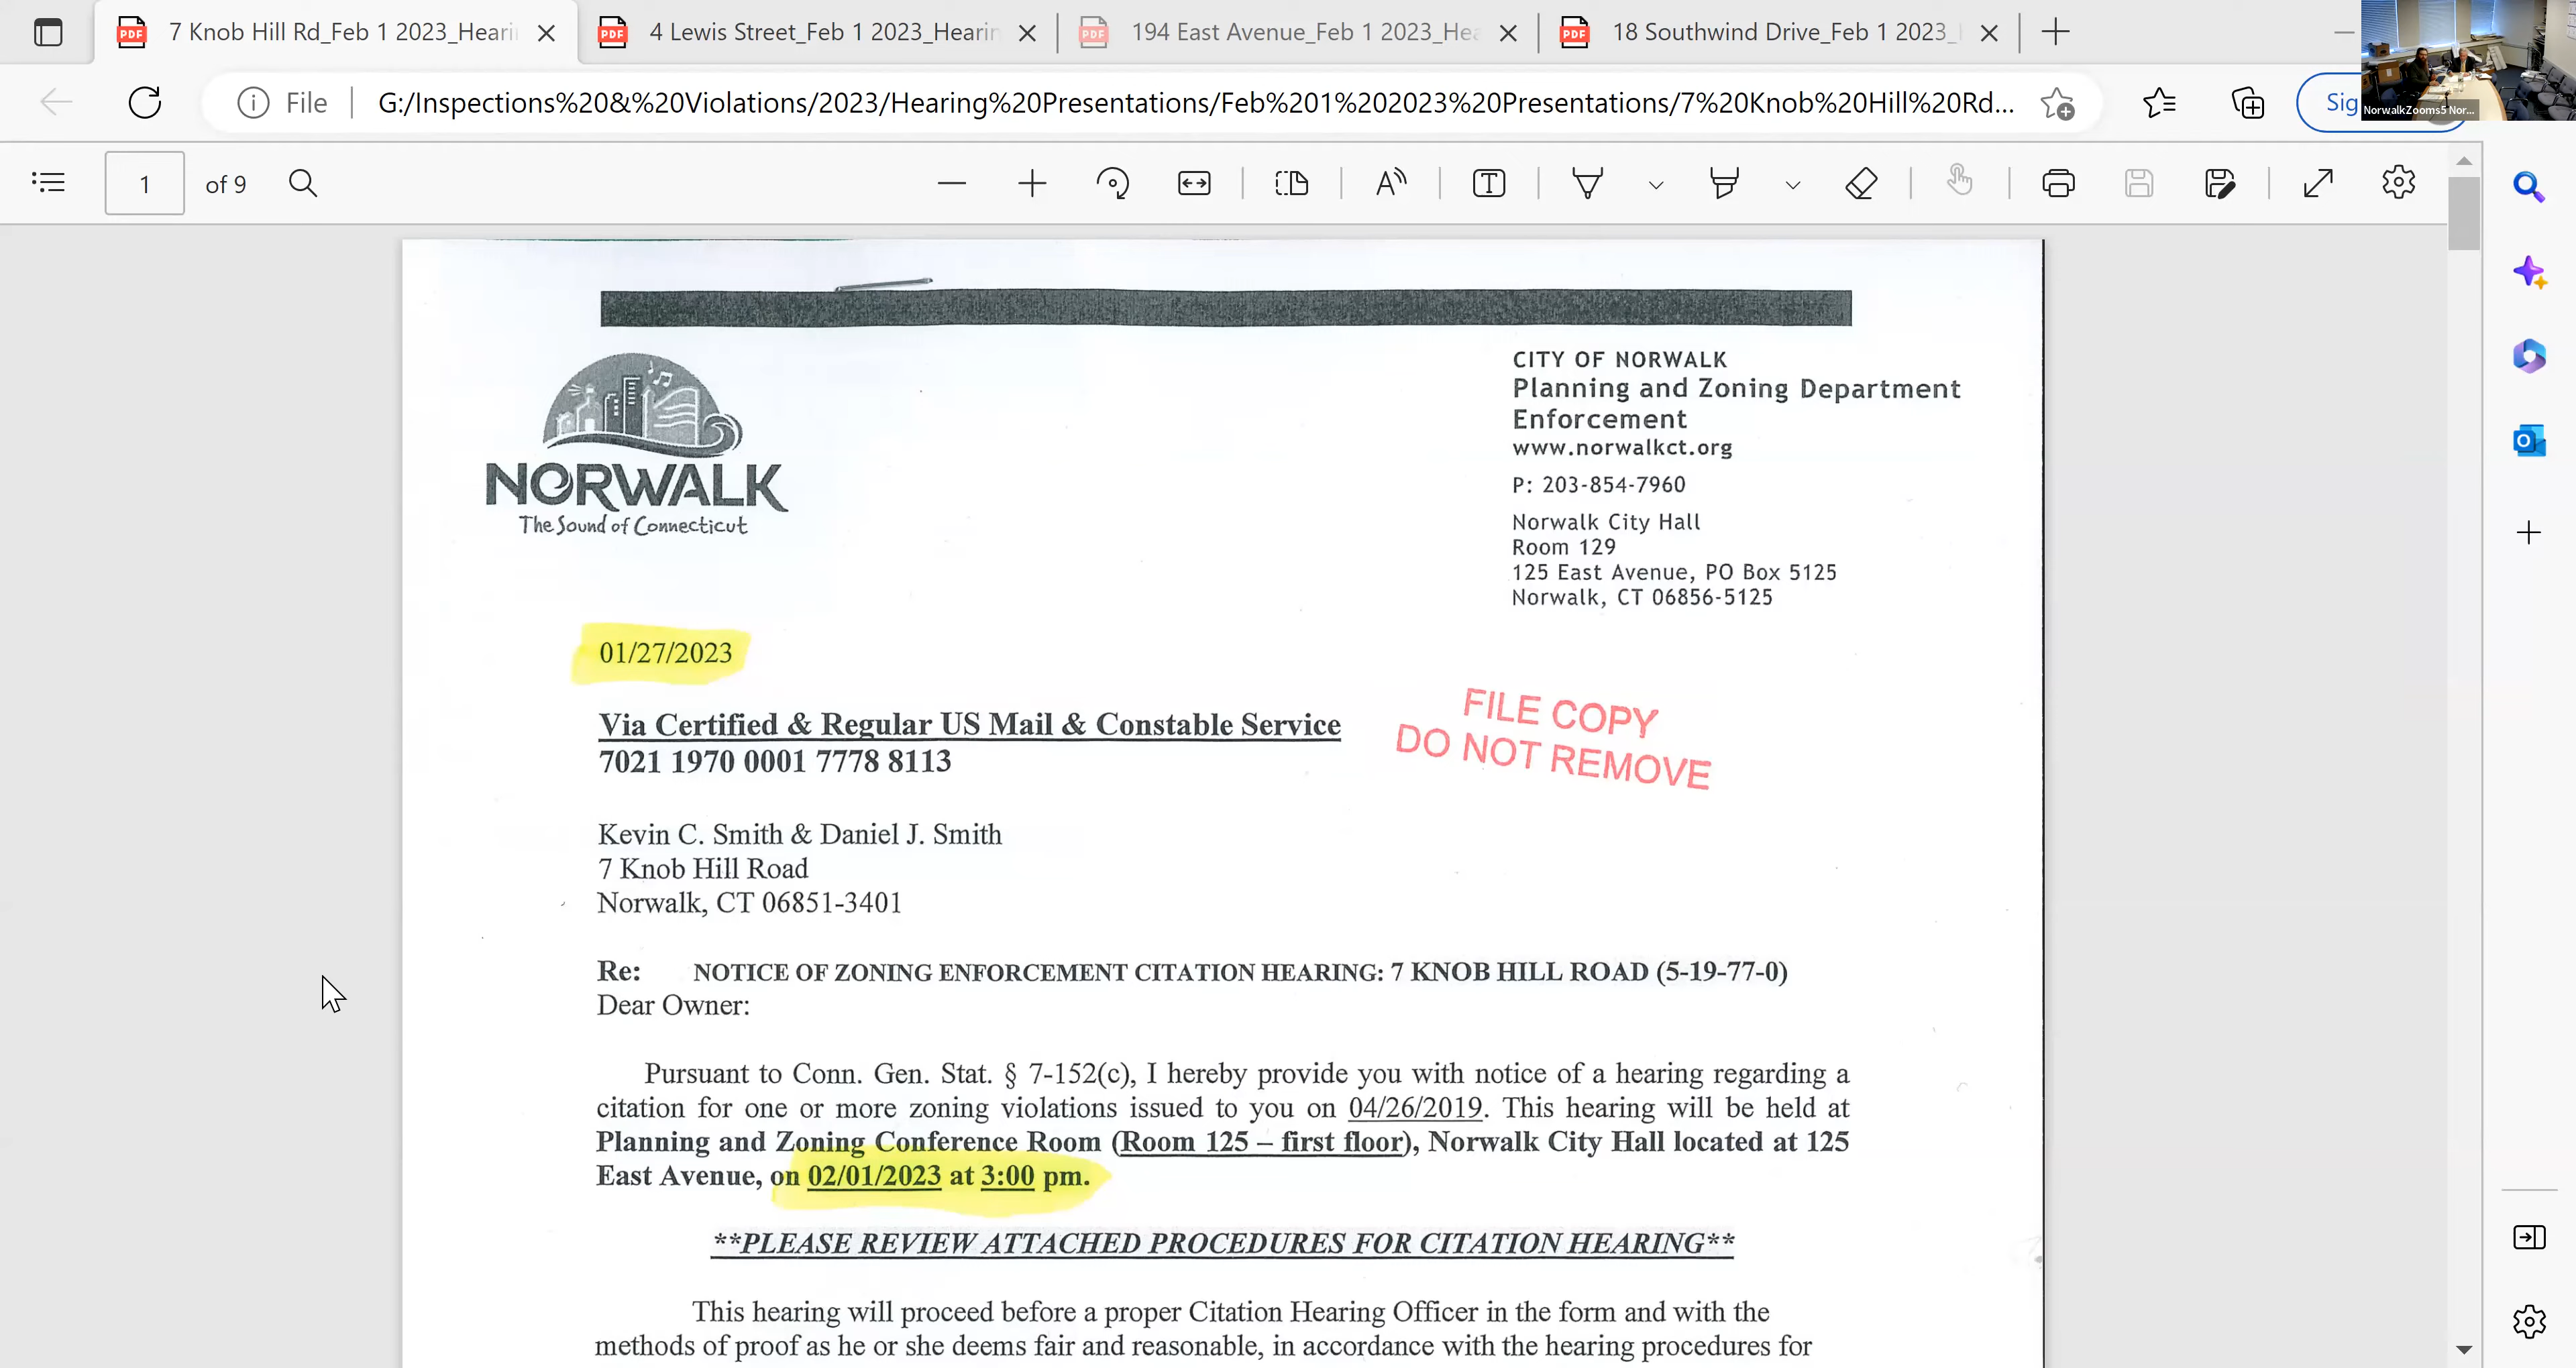 7 Knob Hill Rd_Feb 1 2023_Heari
4 Lewis Street_Feb 1 2023_Hearin
194 East Avenue_Feb 1 2023_Hea
18 Southwind Drive_Feb 1 2023_
File
G:/Inspections%20&%20Violations/2023/Hearing%20Presentations/Feb%201%202023%20Presentations/7%20Knob%20Hill%20Rd...
Sig
NorwalkZooms5 Nor...
1 of 9
CITY OF NORWALK
Planning and Zoning Department
Enforcement
www.norwalkct.org
P: 203-854-7960
Norwalk City Hall
Room 129
125 East Avenue, PO Box 5125
Norwalk, CT 06856-5125
NORWALK
The Sound of Connecticut
01/27/2023
Via Certified & Regular US Mail & Constable Service
7021 1970 0001 7778 8113
FILE COPY
DO NOT REMOVE
Kevin C. Smith & Daniel J. Smith
7 Knob Hill Road
Norwalk, CT 06851-3401
Re: NOTICE OF ZONING ENFORCEMENT CITATION HEARING: 7 KNOB HILL ROAD (5-19-77-0)
Dear Owner:
Pursuant to Conn. Gen. Stat. § 7-152(c), I hereby provide you with notice of a hearing regarding a
citation for one or more zoning violations issued to you on 04/26/2019. This hearing will be held at
Planning and Zoning Conference Room (Room 125 – first floor), Norwalk City Hall located at 125
East Avenue, on 02/01/2023 at 3:00 pm.
**PLEASE REVIEW ATTACHED PROCEDURES FOR CITATION HEARING**
This hearing will proceed before a proper Citation Hearing Officer in the form and with the
methods of proof as he or she deems fair and reasonable, in accordance with the hearing procedures for